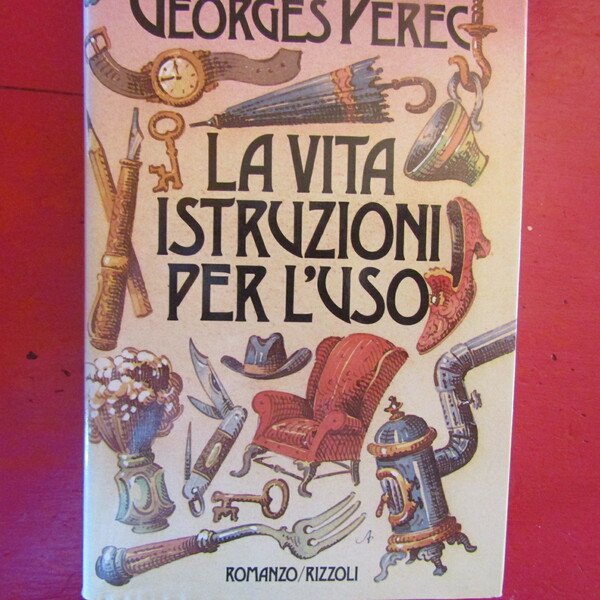 GEORGES PEREC
LA VITA
ISTRUZIONI
PER L'USO
ROMANZO/RIZZOLI